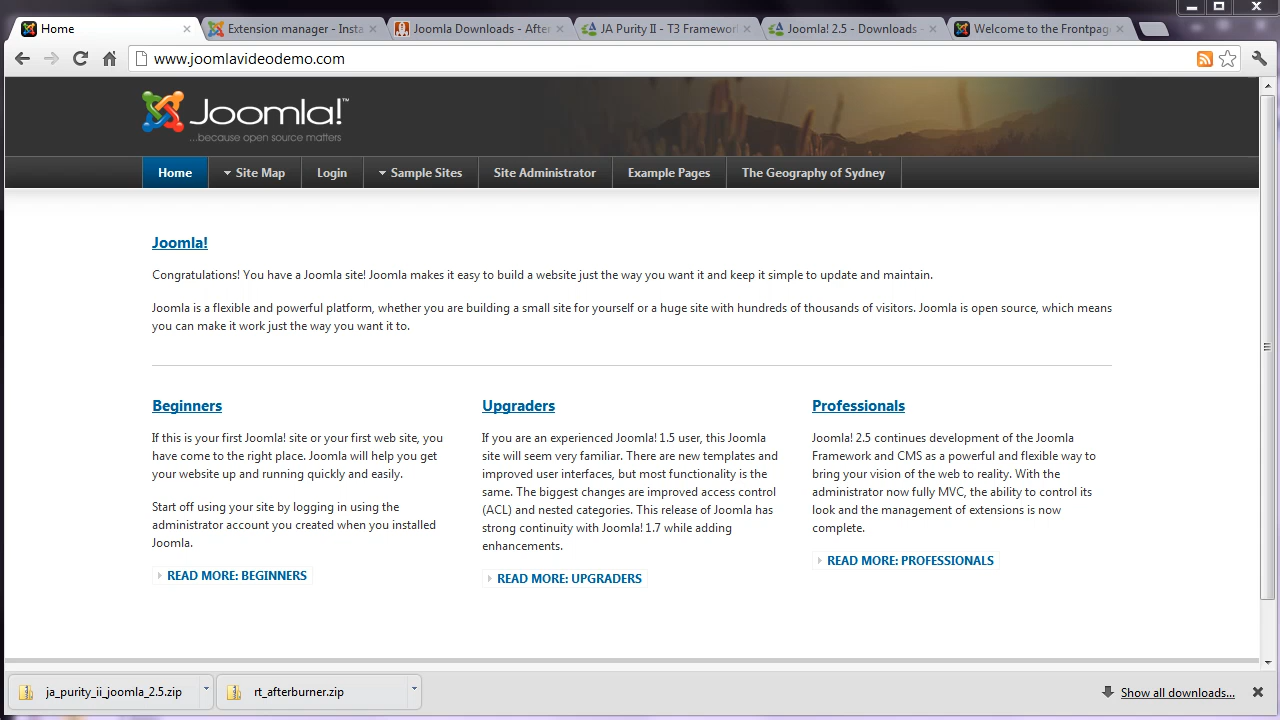 Home
Extension manager - Insta
Joomla Downloads - After
JA Purity II - T3 Framework
Joomla! 2.5 - Downloads -
Welcome to the Frontpag
www.joomlavideodemo.com
Joomla!™
...because open source matters
Home
Site Map
Login
Sample Sites
Site Administrator
Example Pages
The Geography of Sydney
Joomla!
Congratulations! You have a Joomla site! Joomla makes it easy to build a website just the way you want it and keep it simple to update and maintain.
Joomla is a flexible and powerful platform, whether you are building a small site for yourself or a huge site with hundreds of thousands of visitors. Joomla is open source, which means
you can make it work just the way you want it to.
Beginners
If this is your first Joomla! site or your first web site, you
have come to the right place. Joomla will help you get
your website up and running quickly and easily.
Start off using your site by logging in using the
administrator account you created when you installed
Joomla.
READ MORE: BEGINNERS
Upgraders
If you are an experienced Joomla! 1.5 user, this Joomla
site will seem very familiar. There are new templates and
improved user interfaces, but most functionality is the
same. The biggest changes are improved access control
(ACL) and nested categories. This release of Joomla has
strong continuity with Joomla! 1.7 while adding
enhancements.
READ MORE: UPGRADERS
Professionals
Joomla! 2.5 continues development of the Joomla
Framework and CMS as a powerful and flexible way to
bring your vision of the web to reality. With the
administrator now fully MVC, the ability to control its
look and the management of extensions is now
complete.
READ MORE: PROFESSIONALS
ja_purity_ii_joomla_2.5.zip
rt_afterburner.zip
Show all downloads...